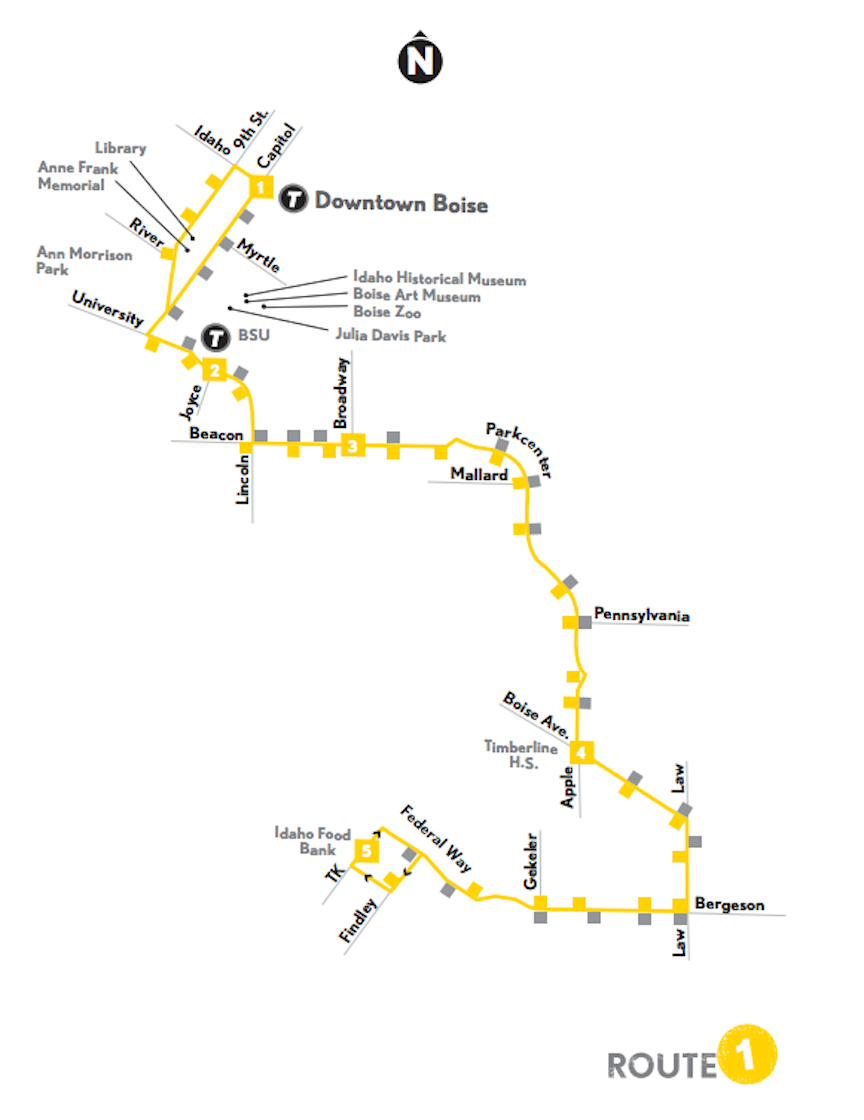 N
Idaho
9th St.
Capitol
Library
Anne Frank
Memorial
1
T
Downtown Boise
River
Myrtle
Ann Morrison
Park
Idaho Historical Museum
Boise Art Museum
Boise Zoo
Julia Davis Park
University
T
BSU
2
Joyce
Broadway
Beacon
3
Parkcenter
Lincoln
Mallard
Pennsylvania
Boise Ave.
Timberline
H.S.
4
Apple
Law
Idaho Food
Bank
5
Federal Way
Gekeler
TK
Findley
Bergeson
Law
ROUTE 1